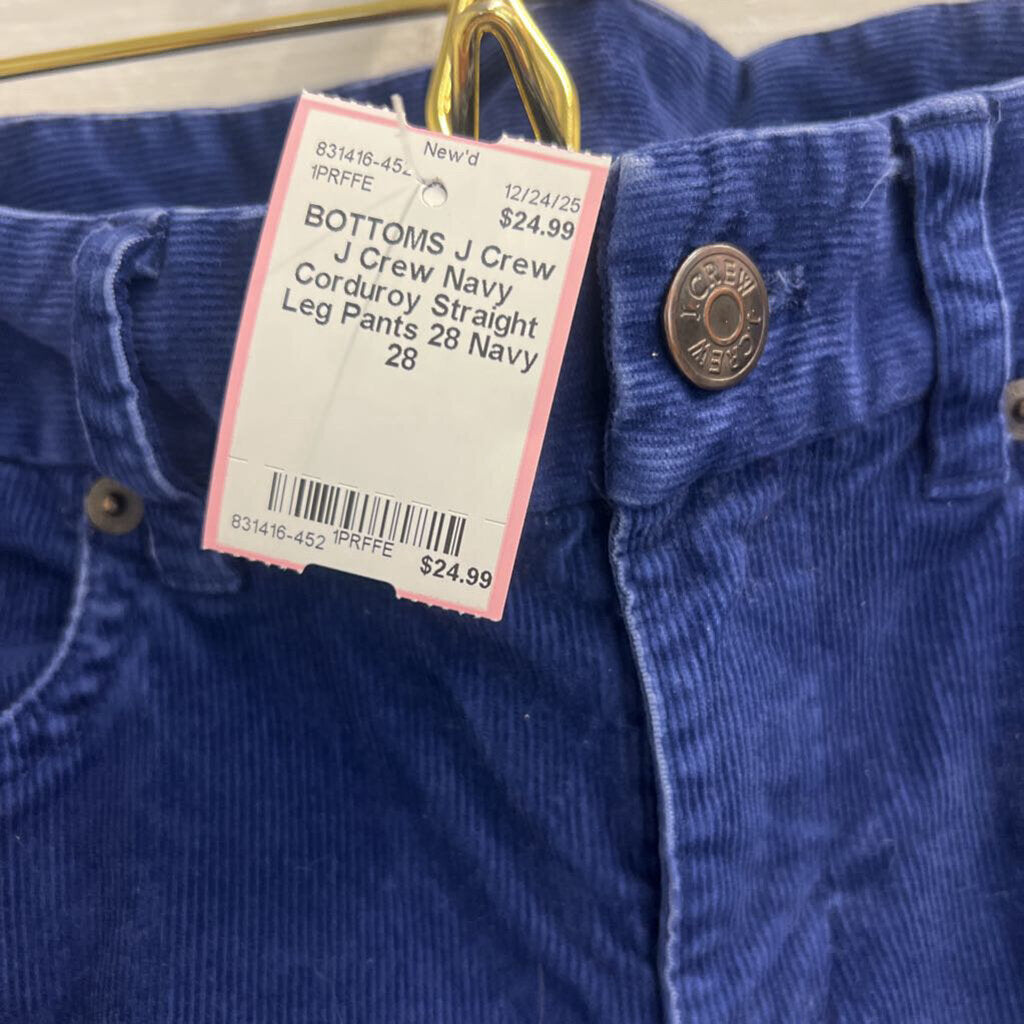 New'd
831416-452
1PRFFE
12/24/25
$24.99
BOTTOMS J Crew
J Crew Navy
Corduroy Straight
Leg Pants 28 Navy
28
831416-452 1PRFFE
$24.99
J.CREW J.CREW